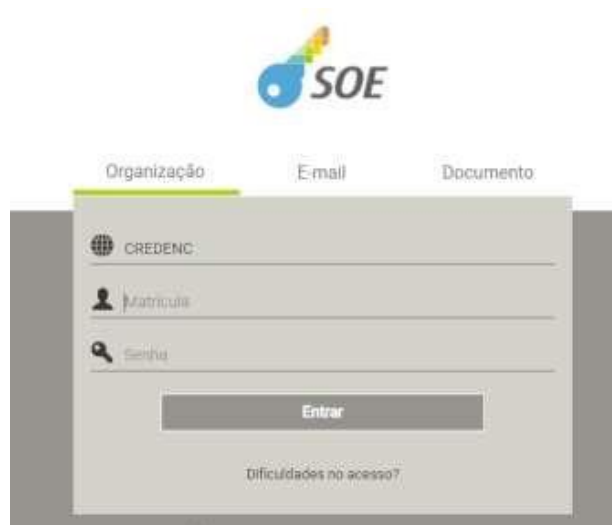 SOE
Organização E-mail Documento
CREDENC
Matrícula
Senha
Entrar
Dificuldades no acesso?